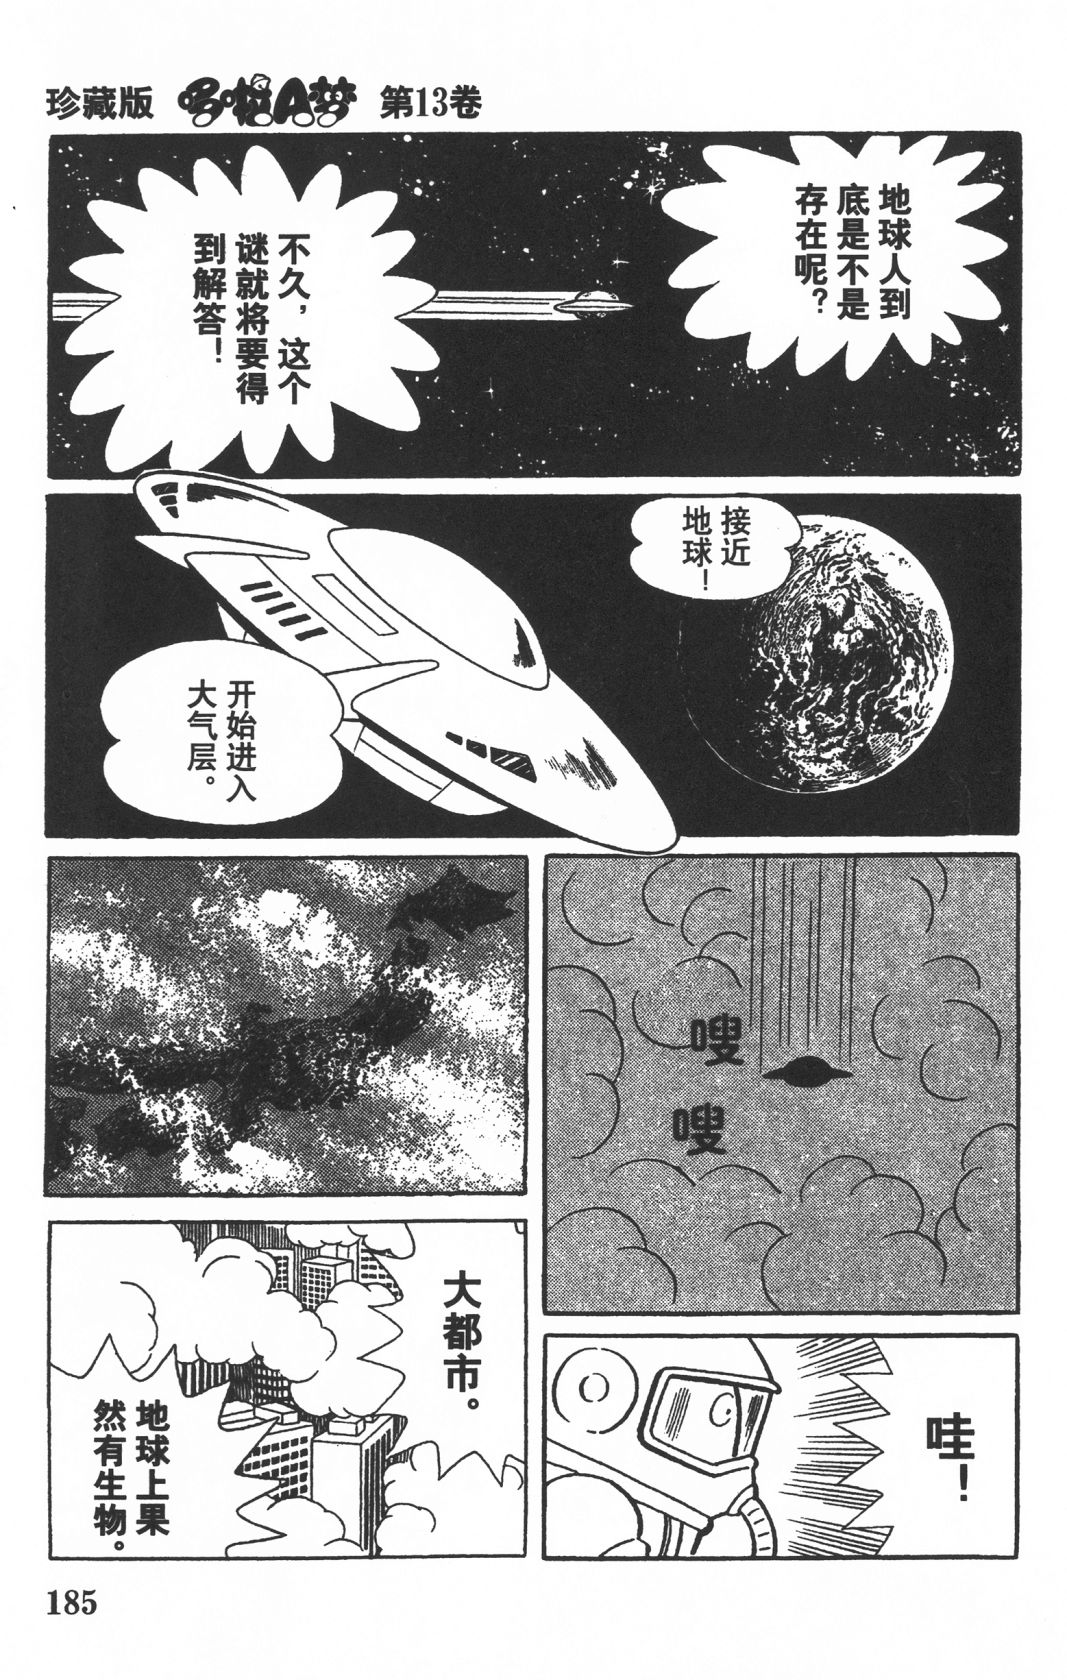 珍藏版 哆啦A梦 第13卷
地球人到
底是不是
存在呢？
不久，这个
谜就将要得
到解答！
接近
地球！
开始进入
大气层。
嗖
嗖
哇！
大都市。
地球上果
然有生物。
185